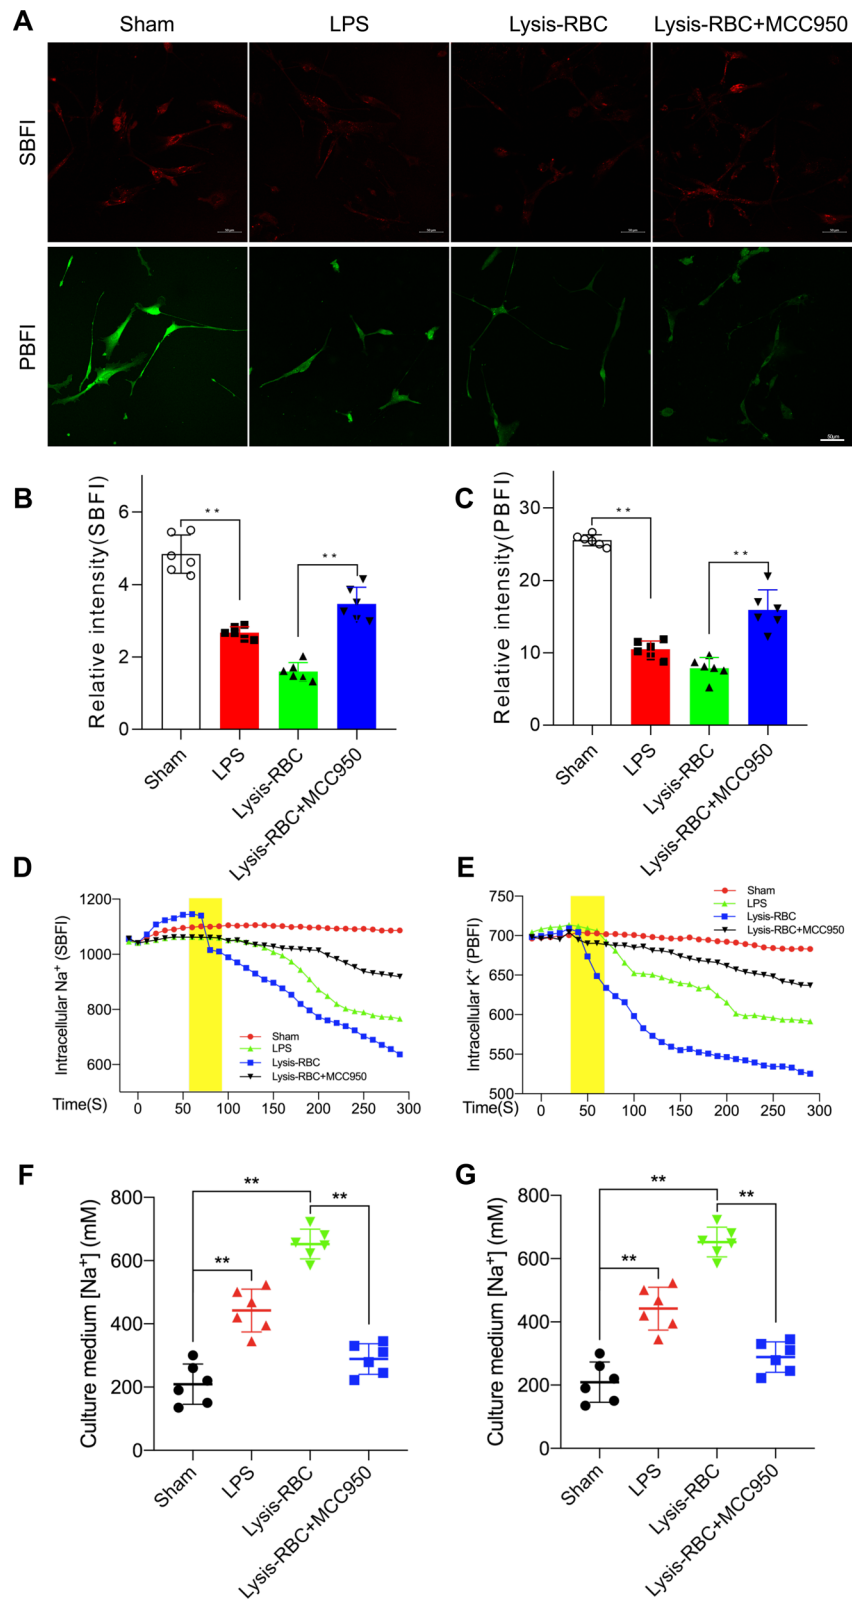 A
Sham
LPS
Lysis-RBC
Lysis-RBC+MCC950
SBFI
PBFI
50μm
B
Relative intensity(SBFI)
6
4
2
0
**
**
Sham
LPS
Lysis-RBC
Lysis-RBC+MCC950
C
Relative intensity(PBFI)
30
20
10
0
**
**
Sham
LPS
Lysis-RBC
Lysis-RBC+MCC950
D
Intracellular Na⁺ (SBFI)
1200
1000
800
600
Sham
LPS
Lysis-RBC
Lysis-RBC+MCC950
Time(S)
0 50 100 150 200 250 300
E
Intracellular K⁺ (PBFI)
750
700
650
600
550
500
Sham
LPS
Lysis-RBC
Lysis-RBC+MCC950
Time(S)
0 50 100 150 200 250 300
F
Culture medium [Na⁺] (mM)
800
600
400
200
0
**
**
**
Sham
LPS
Lysis-RBC
Lysis-RBC+MCC950
G
Culture medium [Na⁺] (mM)
800
600
400
200
0
**
**
**
Sham
LPS
Lysis-RBC
Lysis-RBC+MCC950